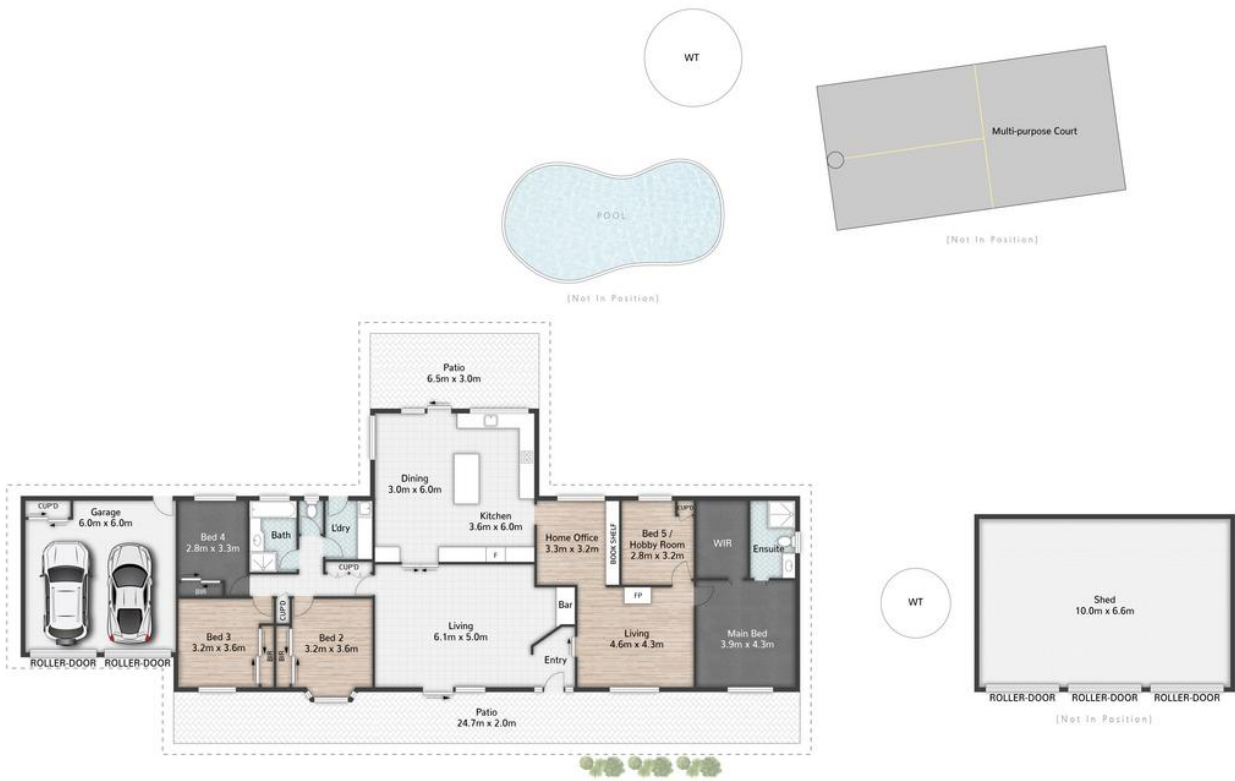 WT
Multi-purpose Court
[Not In Position]
POOL
[Not In Position]
Patio
6.5m x 3.0m
Dining
3.0m x 6.0m
Kitchen
3.6m x 6.0m
F
CUP'D
Garage
6.0m x 6.0m
ROLLER-DOOR
ROLLER-DOOR
Bed 4
2.8m x 3.3m
BIR
Bath
L'dry
CUP'D
CUP'D
Bed 3
3.2m x 3.6m
BIR
BIR
Bed 2
3.2m x 3.6m
Living
6.1m x 5.0m
Bar
Entry
Home Office
3.3m x 3.2m
BOOK SHELF
Bed 5 /
Hobby Room
2.8m x 3.2m
CUP'D
WIR
Ensuite
FP
Living
4.6m x 4.3m
Main Bed
3.9m x 4.3m
Patio
24.7m x 2.0m
WT
Shed
10.0m x 6.6m
ROLLER-DOOR
ROLLER-DOOR
ROLLER-DOOR
[Not In Position]